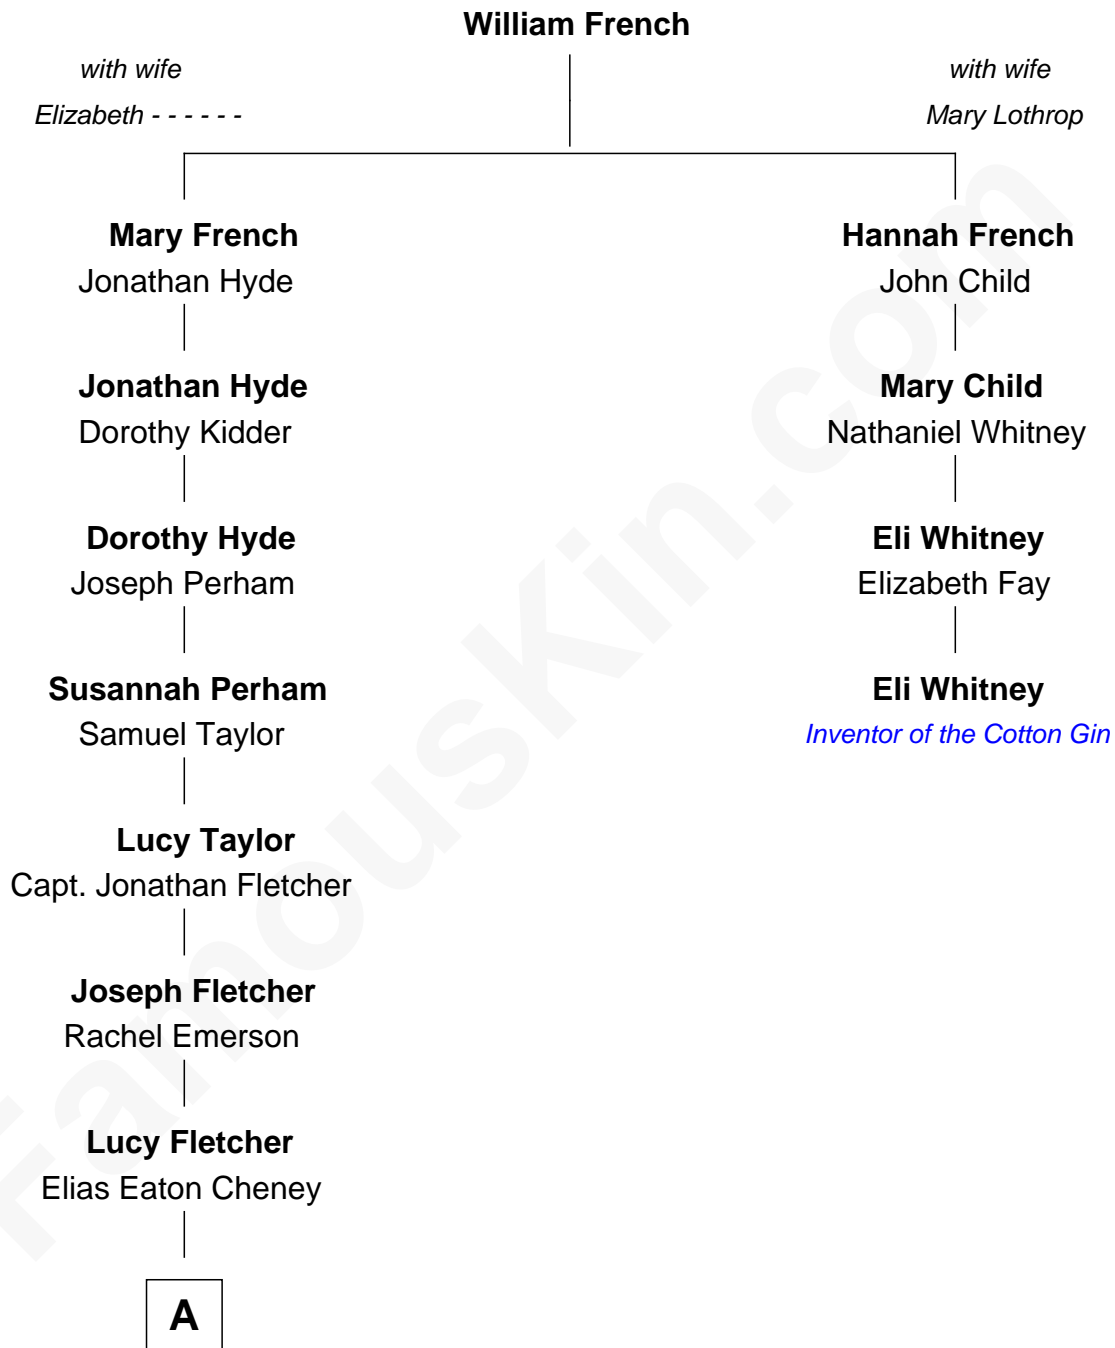 William French
with wife
Elizabeth - - - - - -
with wife
Mary Lothrop
Mary French
Jonathan Hyde
Hannah French
John Child
Jonathan Hyde
Dorothy Kidder
Mary Child
Nathaniel Whitney
Dorothy Hyde
Joseph Perham
Eli Whitney
Elizabeth Fay
Susannah Perham
Samuel Taylor
Eli Whitney
Inventor of the Cotton Gin
Lucy Taylor
Capt. Jonathan Fletcher
Joseph Fletcher
Rachel Emerson
Lucy Fletcher
Elias Eaton Cheney
A
FamousKin.com